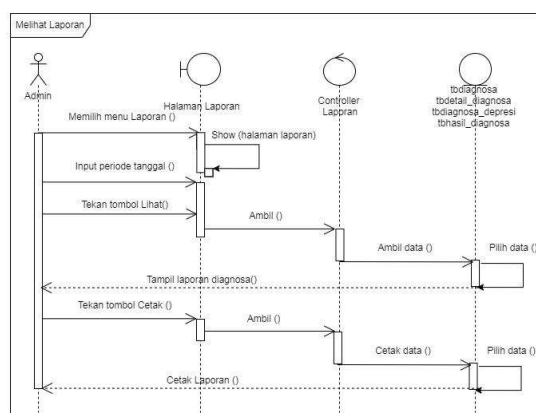 Melihat Laporan
Admin
Halaman Laporan
Controller
Laporan
tbdiagnosa
tbdetail_diagnosa
tbdiagnosa_depresi
tbhasil_diagnosa
Memilih menu Laporan ()
Show (halaman laporan)
Input periode tanggal ()
Tekan tombol Lihat()
Ambil ()
Ambil data ()
Pilih data ()
Tampil laporan diagnosa()
Tekan tombol Cetak ()
Ambil ()
Cetak data ()
Pilih data ()
Cetak Laporan ()